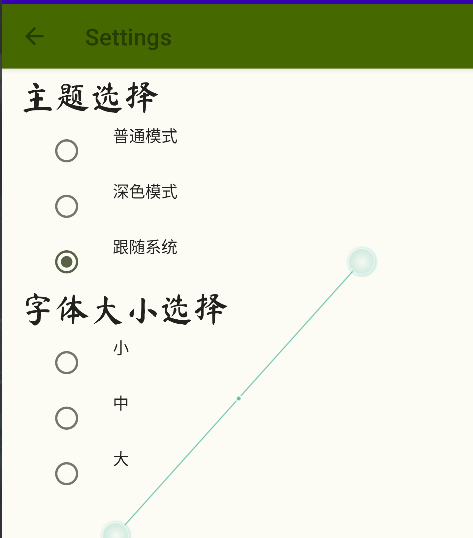 Settings
主题选择
普通模式
深色模式
跟随系统
字体大小选择
小
中
大